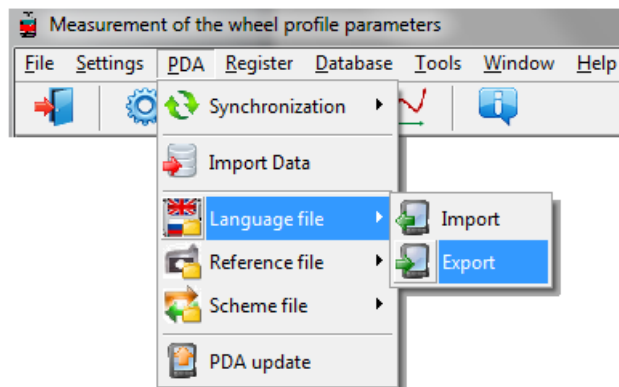 Measurement of the wheel profile parameters
File Settings PDA Register Database Tools Window Help
Synchronization
Import Data
Language file
Import
Reference file
Export
Scheme file
PDA update